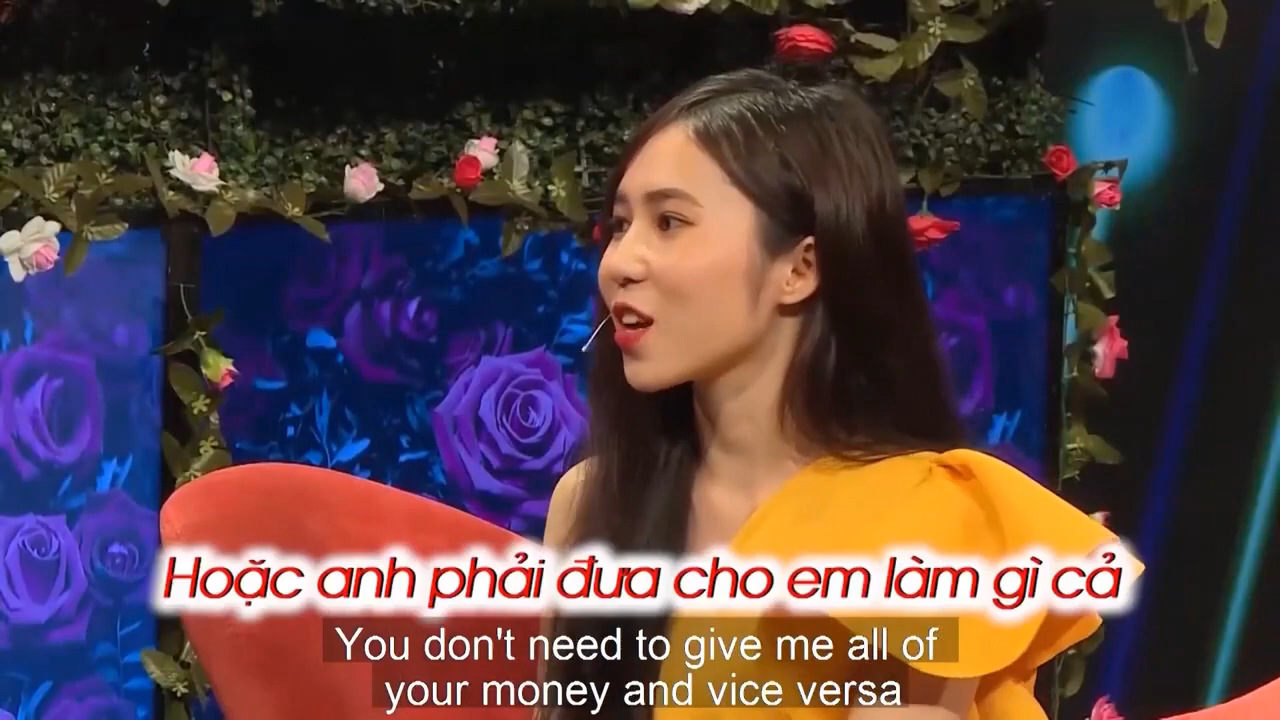 Hoặc anh phải đưa cho em làm gì cả
You don't need to give me all of
your money and vice versa